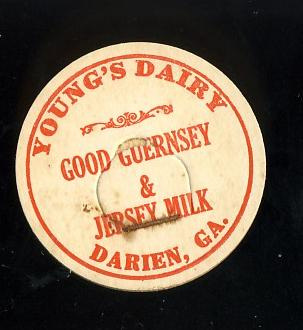 YOUNG'S DAIRY
GOOD GUERNSEY
&
JERSEY MILK
DARIEN, GA.